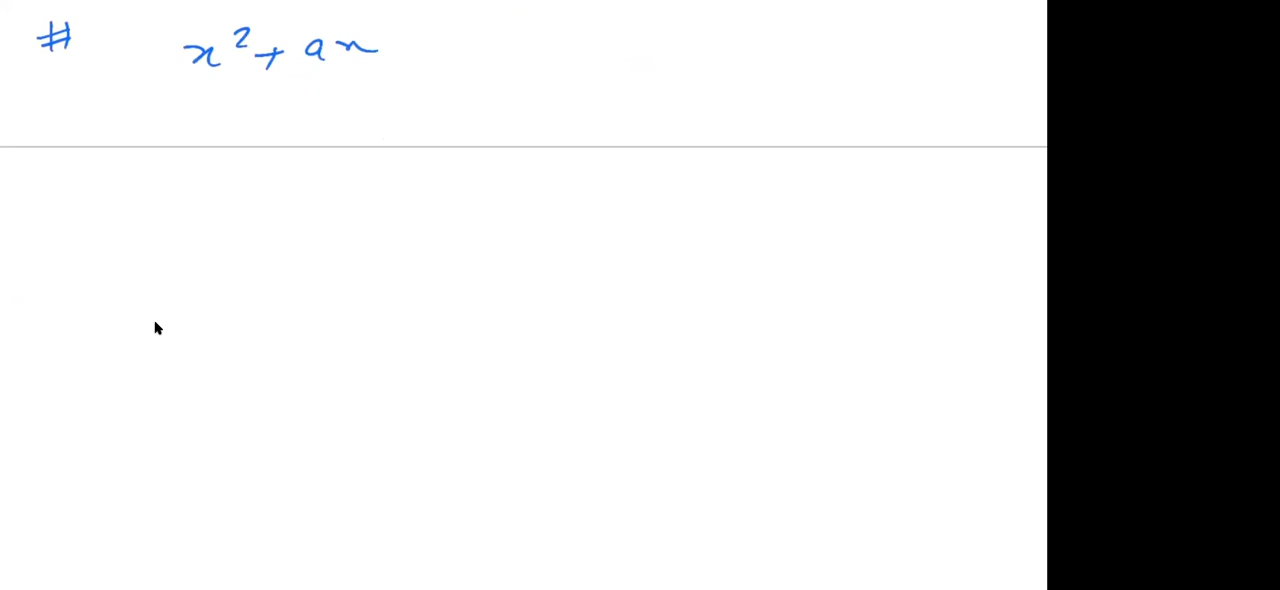 # x² + ax